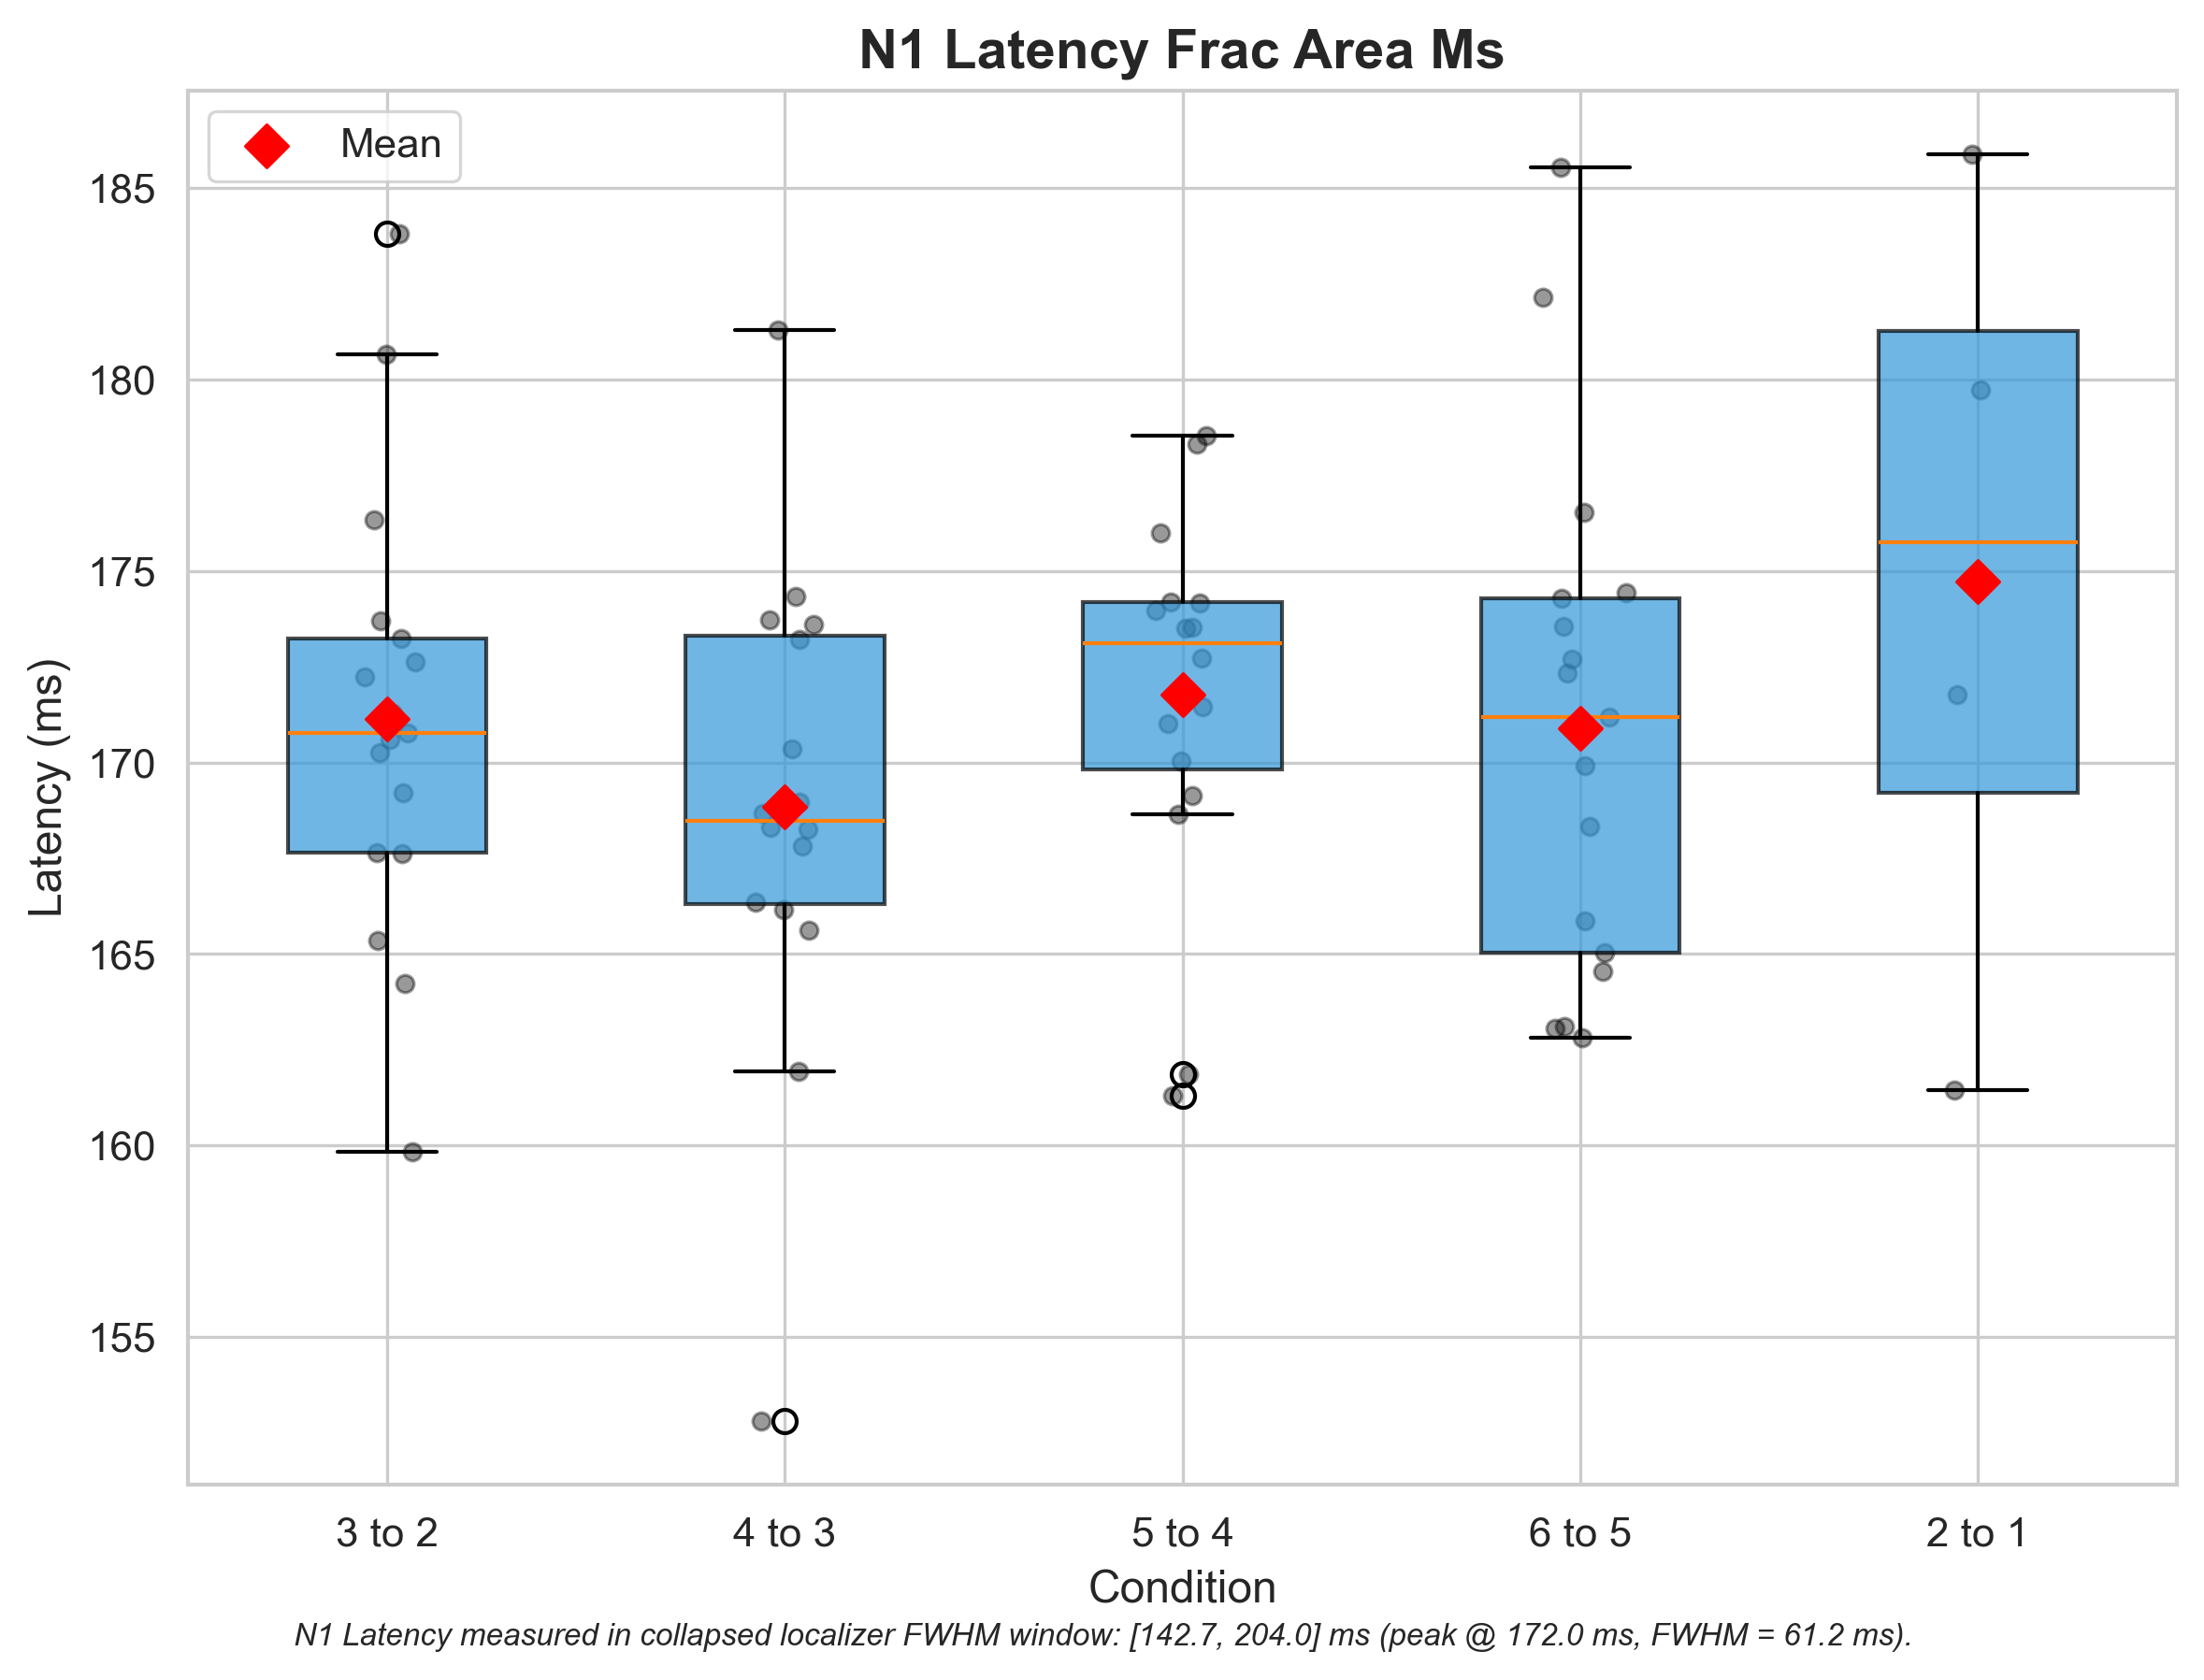 N1 Latency Frac Area Ms
Mean
Latency (ms)
185
180
175
170
165
160
155
3 to 2
4 to 3
5 to 4
6 to 5
2 to 1
Condition
N1 Latency measured in collapsed localizer FWHM window: [142.7, 204.0] ms (peak @ 172.0 ms, FWHM = 61.2 ms).